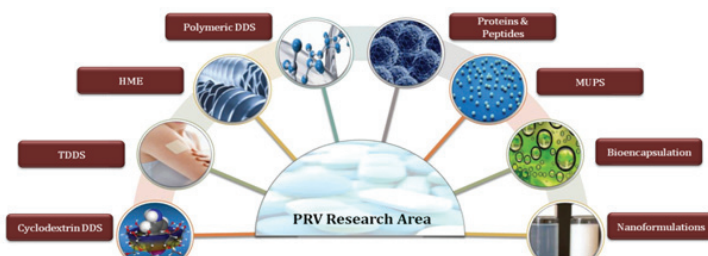 Polymeric DDS
Proteins &
Peptides
HME
MUPS
TDDS
Bioencapsulation
PRV Research Area
Cyclodextrin DDS
Nanoformulations